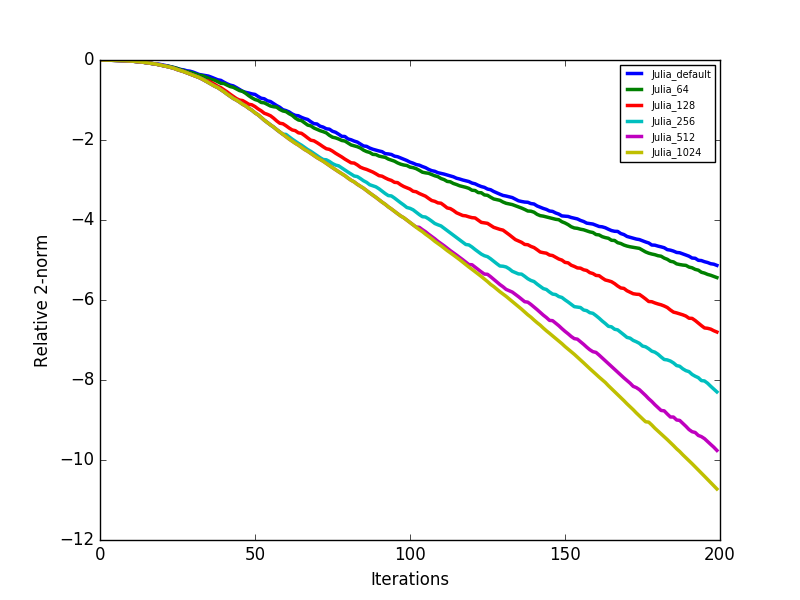 Julia_default
Julia_64
Julia_128
Julia_256
Julia_512
Julia_1024
Relative 2-norm
0
−2
−4
−6
−8
−10
−12
0 50 100 150 200
Iterations